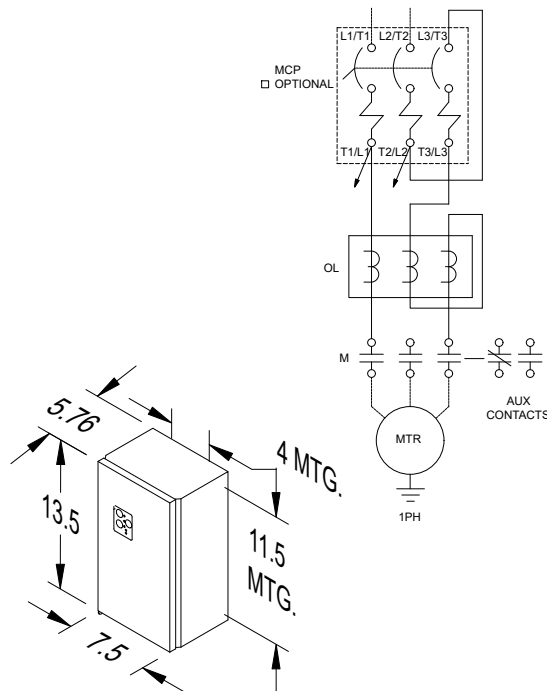 L1/T1 L2/T2 L3/T3
MCP
□ OPTIONAL
T1/L1 T2/L2 T3/L3
OL
M
AUX
CONTACTS
MTR
1PH
5.76
4 MTG.
13.5
11.5
MTG.
7.5